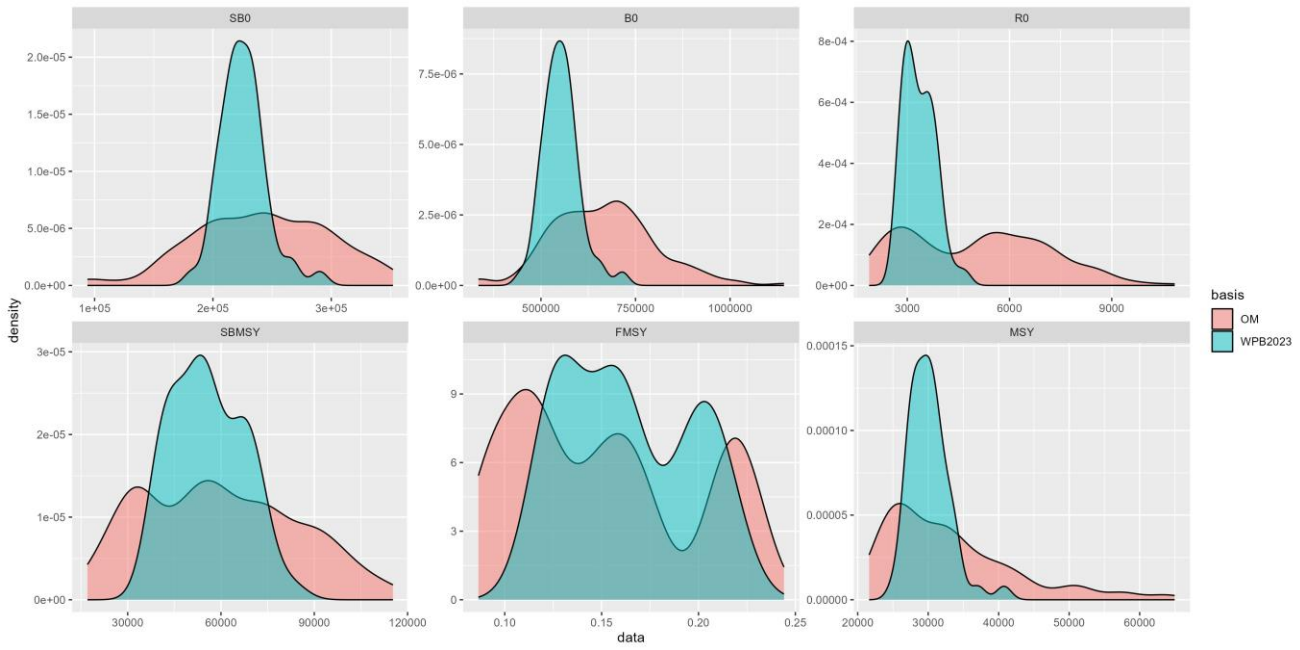 SB0
B0
R0
2.0e-05
1.5e-05
1.0e-05
5.0e-06
0.0e+00
1e+05
2e+05
3e+05
7.5e-06
5.0e-06
2.5e-06
0.0e+00
500000
750000
1000000
8e-04
6e-04
4e-04
2e-04
0e+00
3000
6000
9000
density
SBMSY
FMSY
MSY
3e-05
2e-05
1e-05
0e+00
30000
60000
90000
120000
9
6
3
0
0.10
0.15
0.20
0.25
0.00015
0.00010
0.00005
0.00000
20000
30000
40000
50000
60000
data
basis
OM
WPB2023